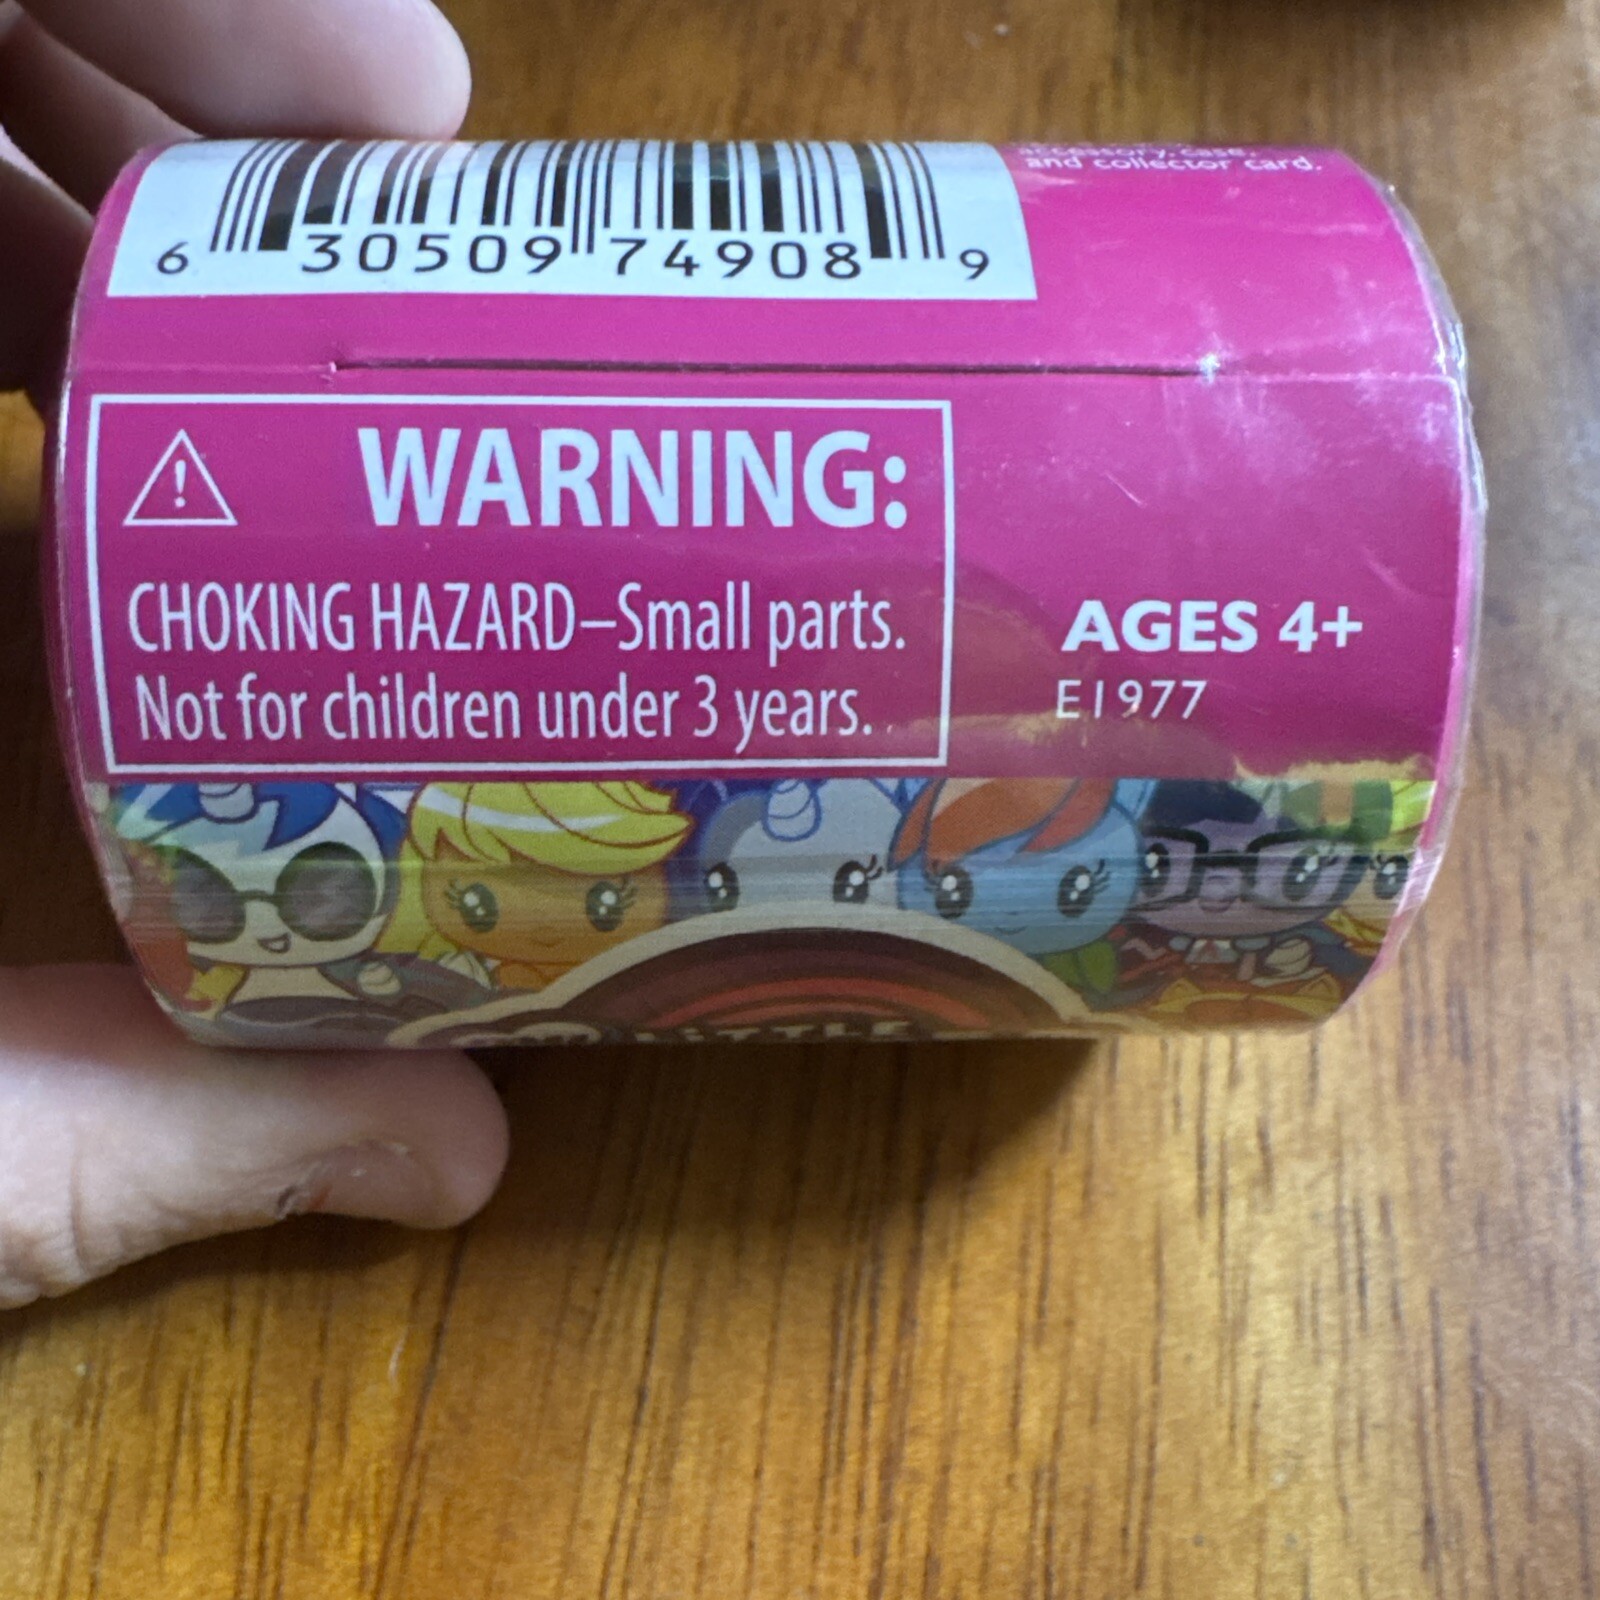 accessory, case,
and collector card.
6 30509 74908 9
WARNING:
CHOKING HAZARD–Small parts.
Not for children under 3 years.
AGES 4+
E1977
LITTLE